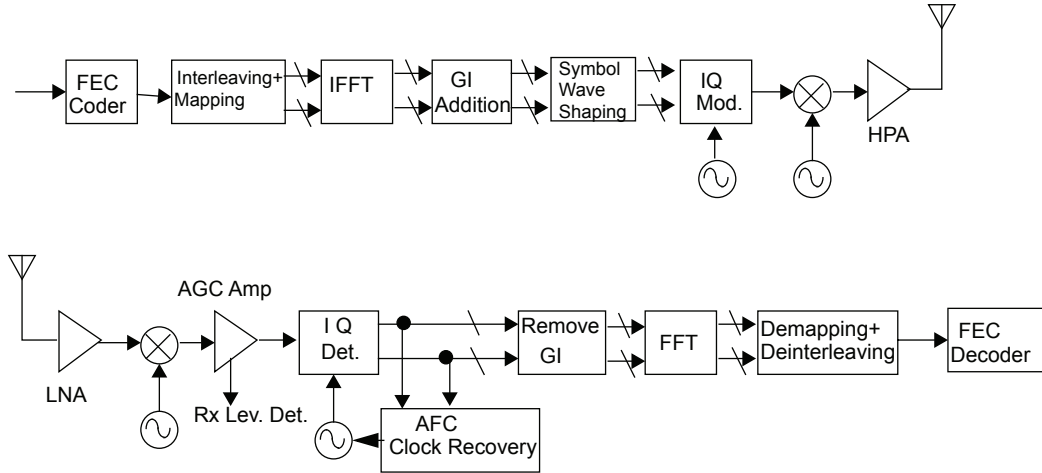 FEC
Coder
Interleaving+
Mapping
IFFT
GI
Addition
Symbol
Wave
Shaping
IQ
Mod.
HPA
AGC Amp
LNA
Rx Lev. Det.
I Q
Det.
AFC
Clock Recovery
Remove
GI
FFT
Demapping+
Deinterleaving
FEC
Decoder